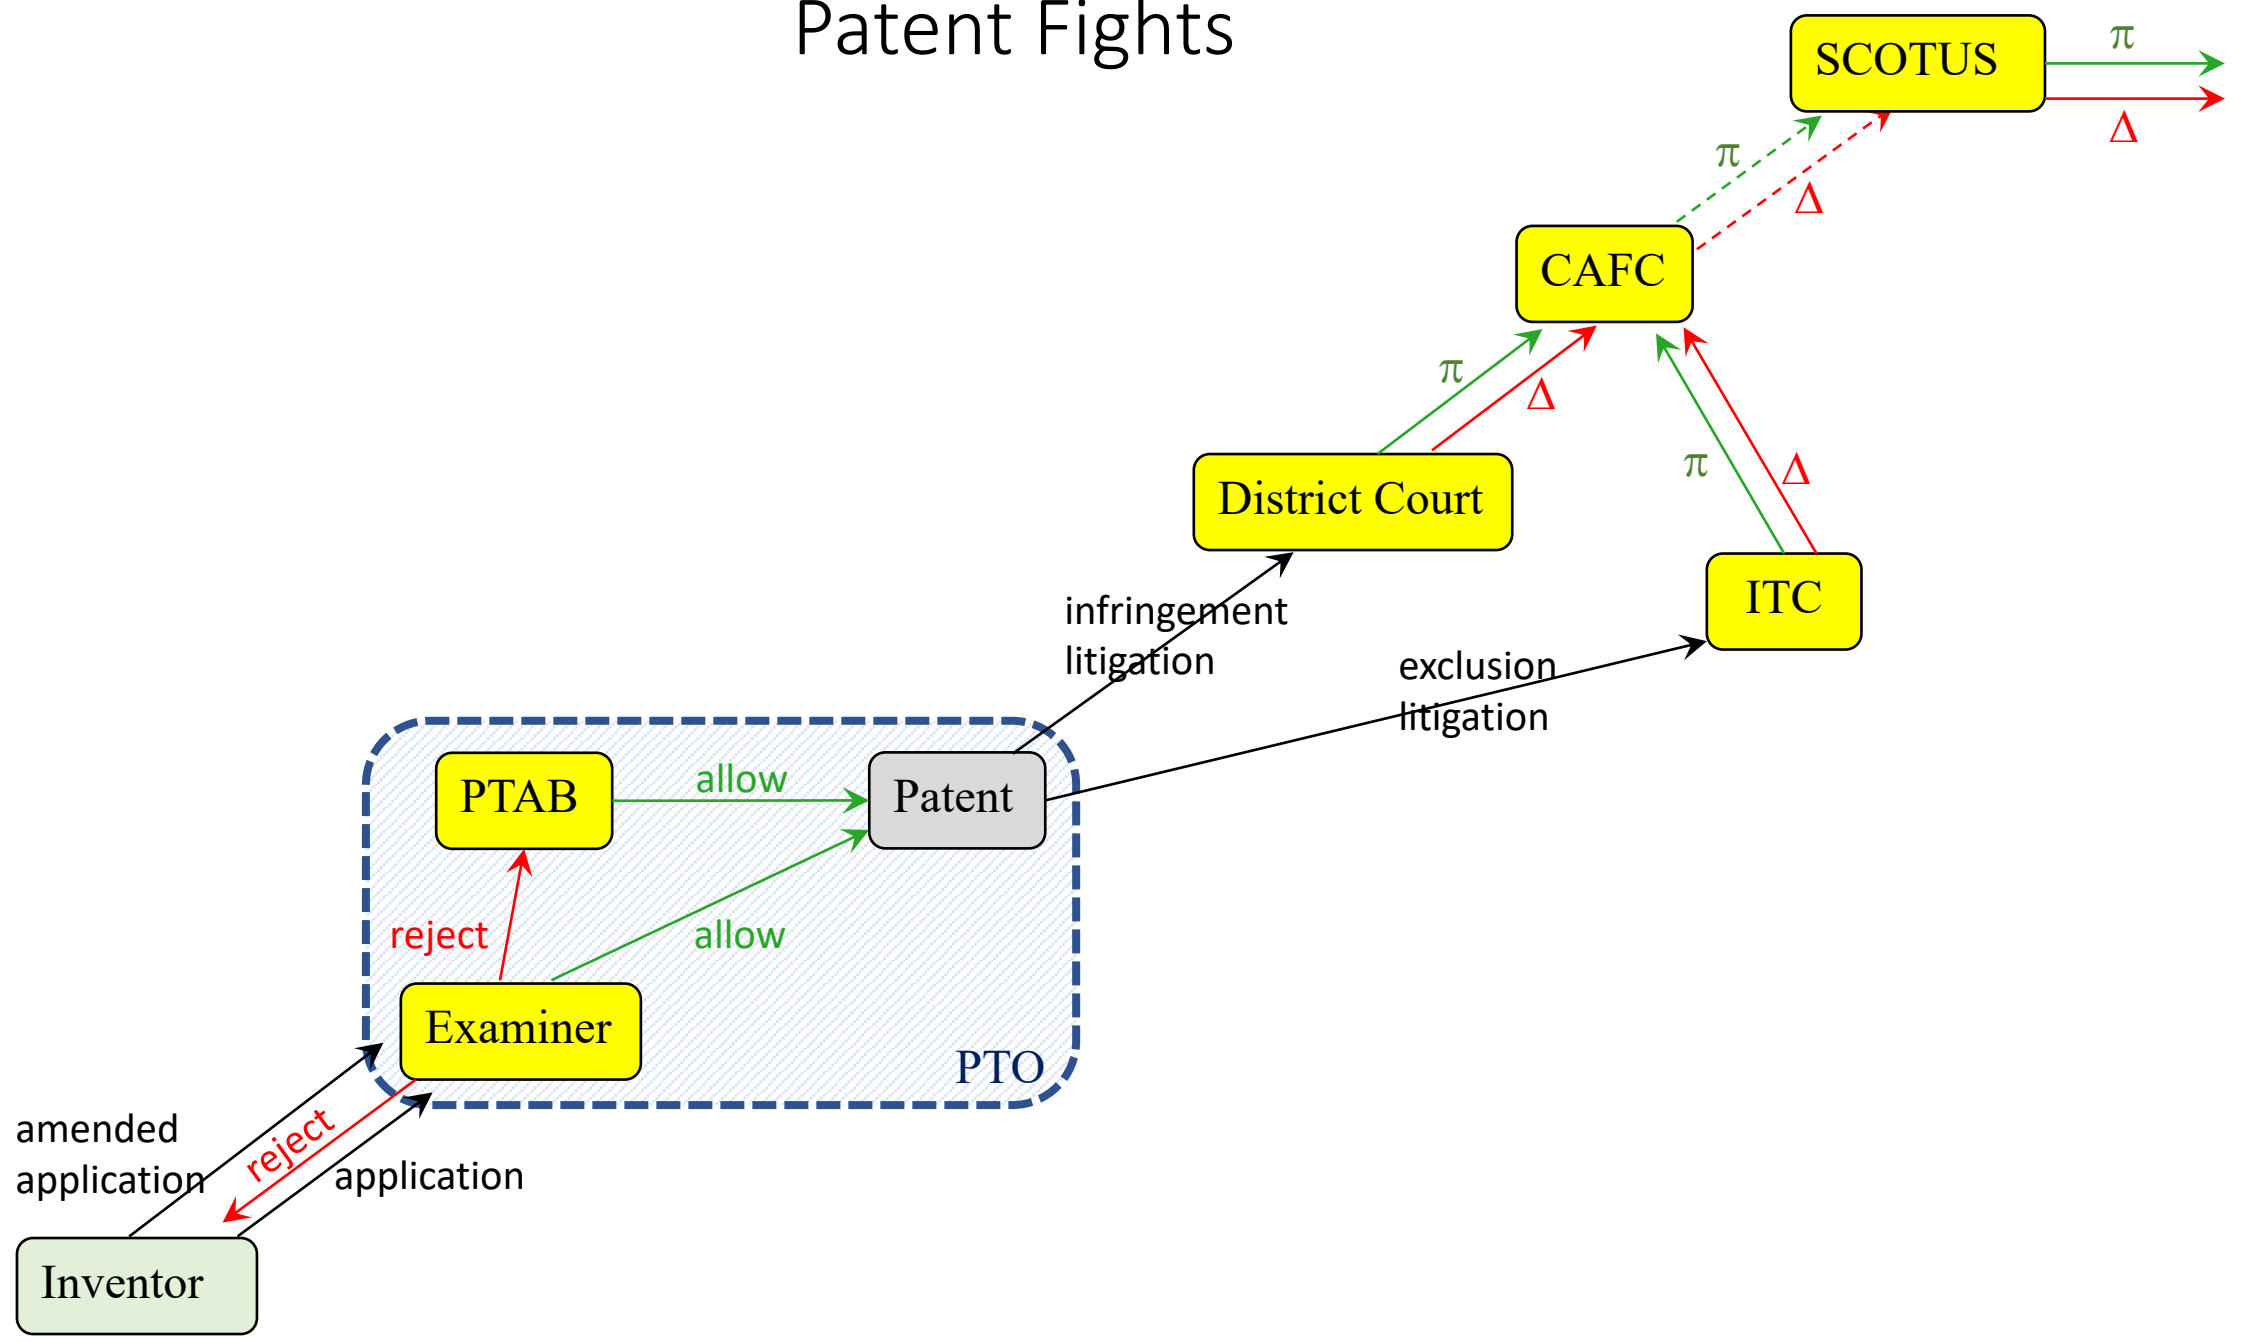 Patent Fights
SCOTUS
π
Δ
π
Δ
CAFC
π
Δ
π
Δ
District Court
ITC
infringement
litigation
exclusion
litigation
PTAB
allow
Patent
reject
allow
Examiner
PTO
amended
application
reject
application
Inventor